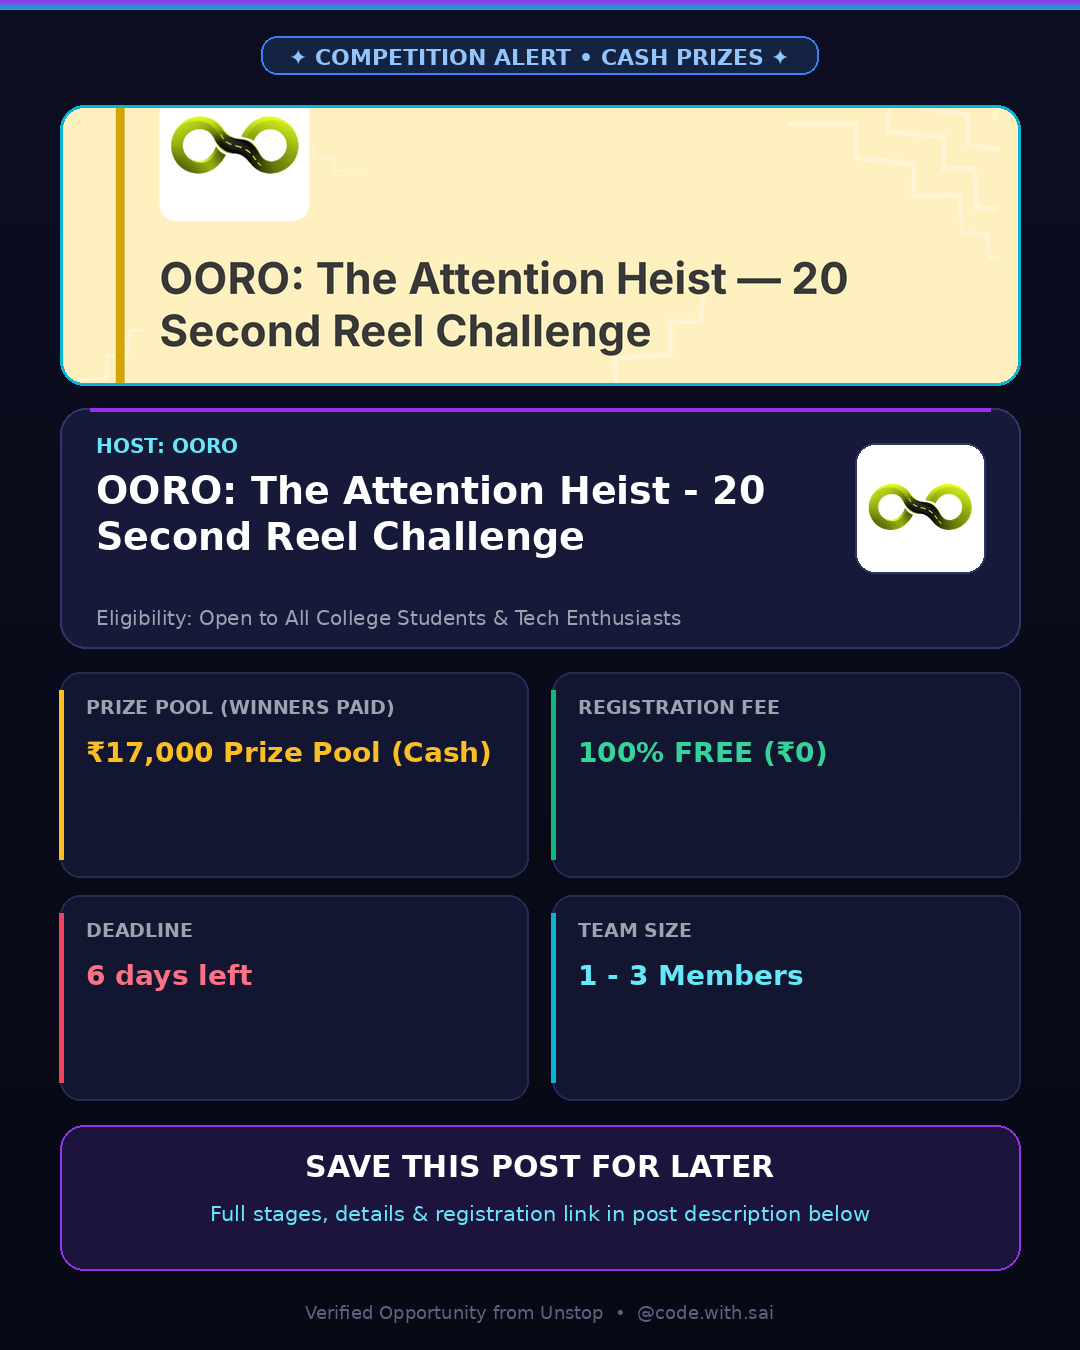 ✦ COMPETITION ALERT • CASH PRIZES ✦
OORO: The Attention Heist — 20
Second Reel Challenge
HOST: OORO
OORO: The Attention Heist - 20
Second Reel Challenge
Eligibility: Open to All College Students & Tech Enthusiasts
PRIZE POOL (WINNERS PAID)
₹17,000 Prize Pool (Cash)
REGISTRATION FEE
100% FREE (₹0)
DEADLINE
6 days left
TEAM SIZE
1 - 3 Members
SAVE THIS POST FOR LATER
Full stages, details & registration link in post description below
Verified Opportunity from Unstop • @code.with.sai